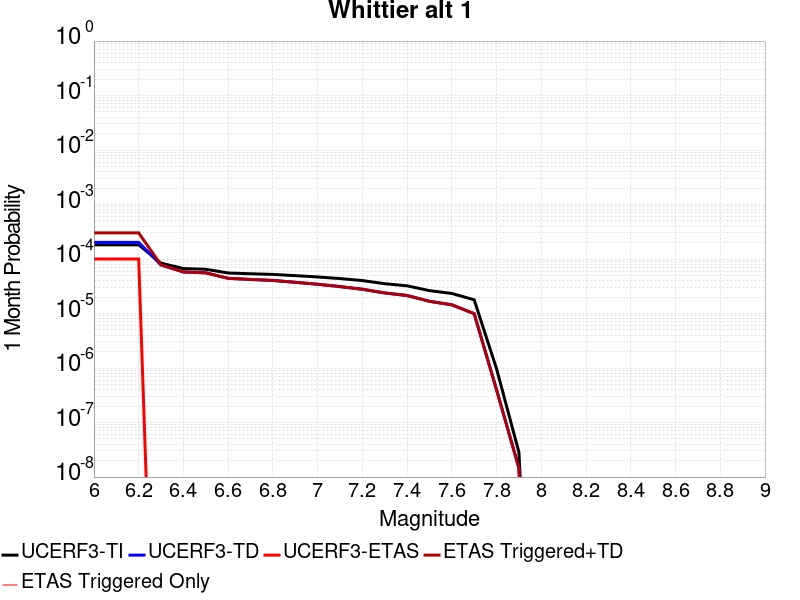 Whittier alt 1
10^0
10^-1
10^-2
10^-3
10^-4
10^-5
10^-6
10^-7
10^-8
1 Month Probability
6 6.2 6.4 6.6 6.8 7 7.2 7.4 7.6 7.8 8 8.2 8.4 8.6 8.8 9
Magnitude
UCERF3-TI UCERF3-TD UCERF3-ETAS ETAS Triggered+TD
ETAS Triggered Only